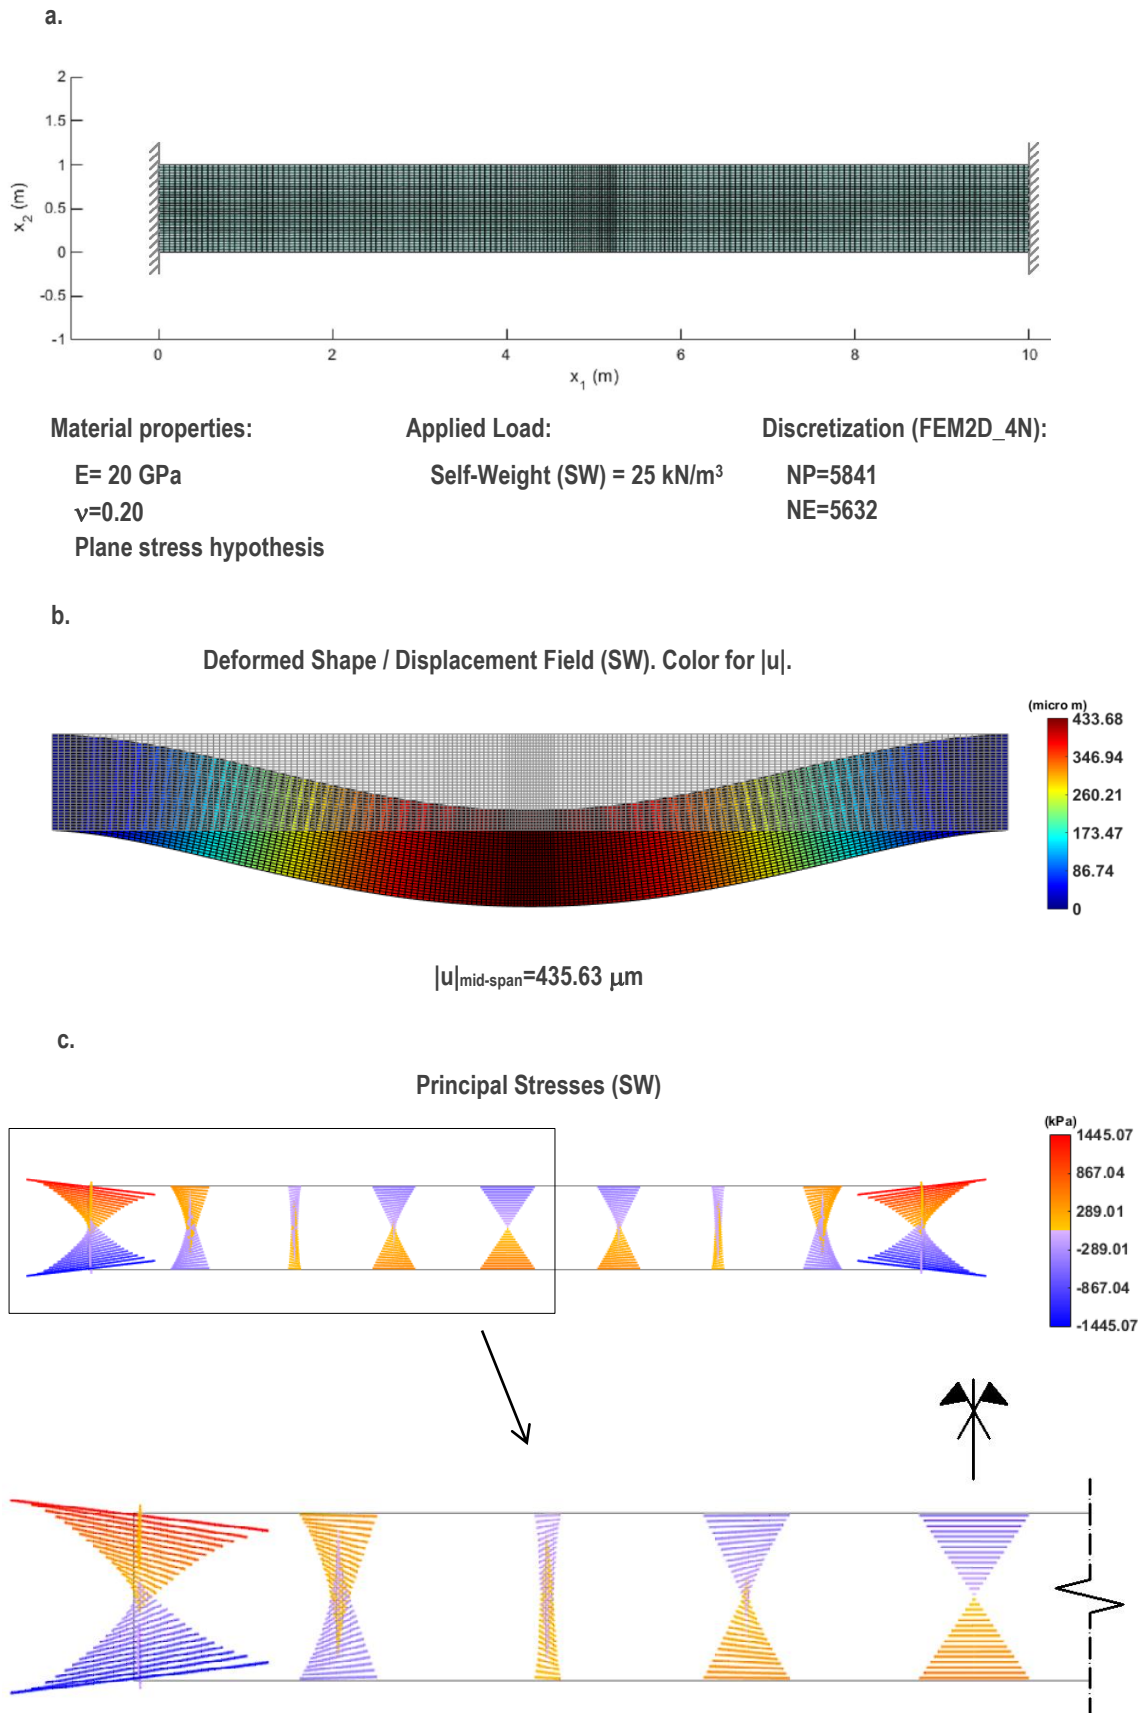 a.
2
1.5
1
0.5
0
-0.5
-1
x₂ (m)
0 2 4 6 8 10
x₁ (m)
Material properties: Applied Load: Discretization (FEM2D_4N):
E= 20 GPa Self-Weight (SW) = 25 kN/m³ NP=5841
ν=0.20 NE=5632
Plane stress hypothesis
b.
Deformed Shape / Displacement Field (SW). Color for |u|.
(micro m)
433.68
346.94
260.21
173.47
86.74
0
|u|mid-span=435.63 μm
c.
Principal Stresses (SW)
(kPa)
1445.07
867.04
289.01
-289.01
-867.04
-1445.07